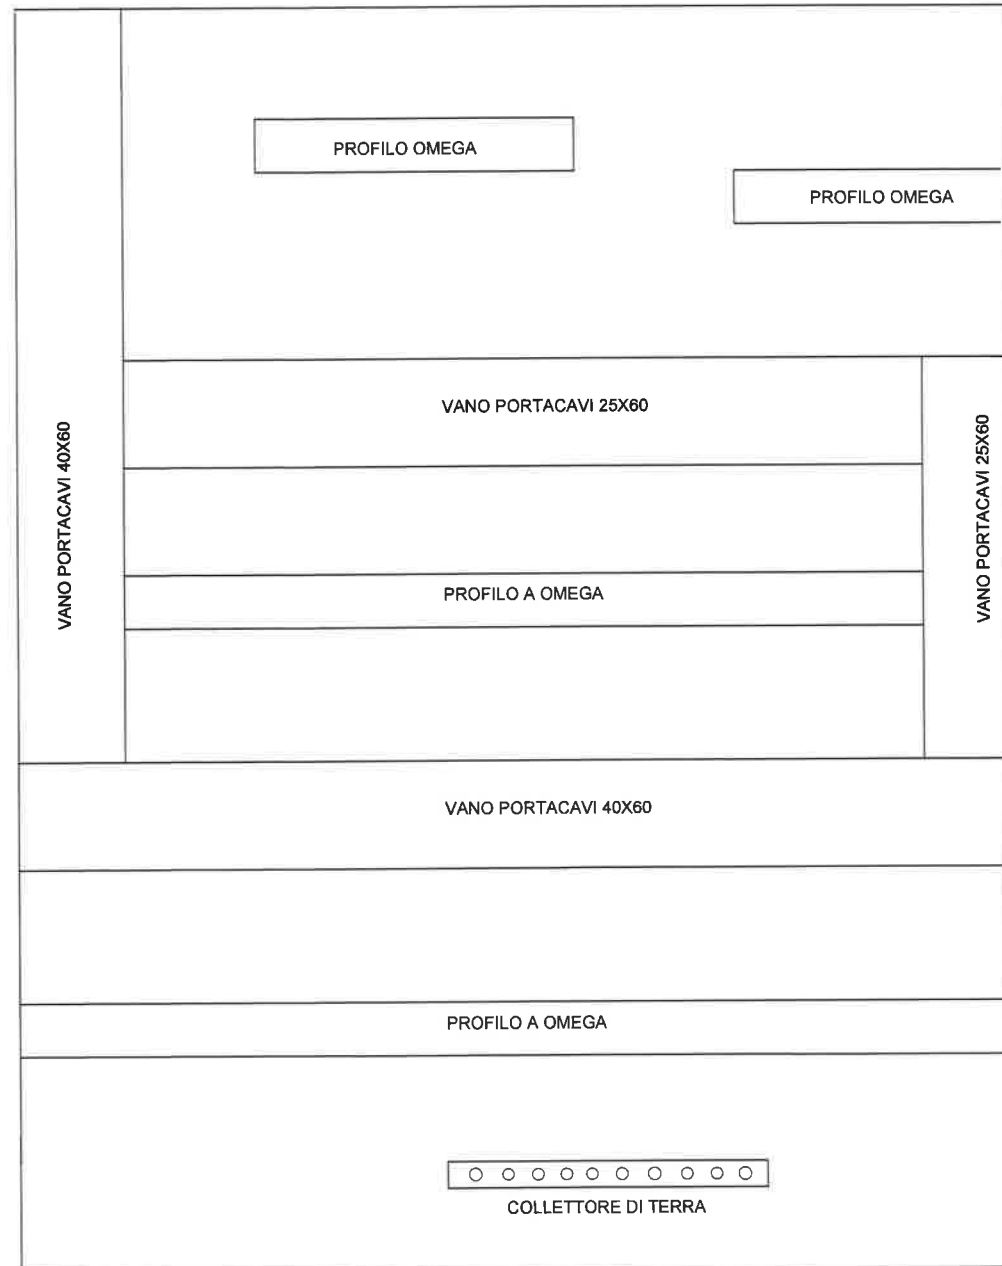 PROFILO OMEGA
PROFILO OMEGA
VANO PORTACAVI 25X60
VANO PORTACAVI 40X60
VANO PORTACAVI 25X60
PROFILO A OMEGA
VANO PORTACAVI 40X60
PROFILO A OMEGA
COLLETTORE DI TERRA